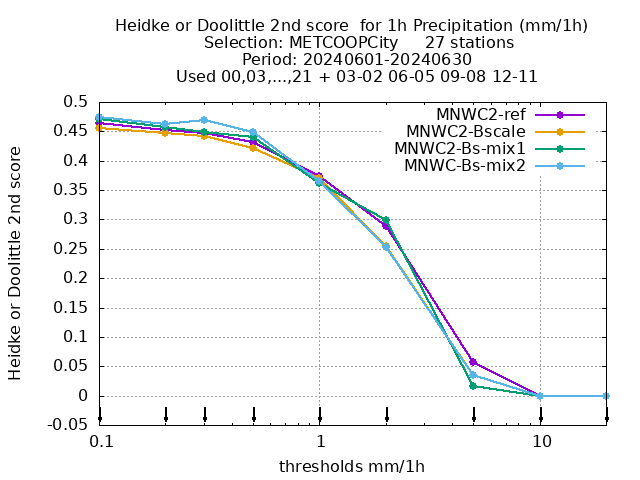 Heidke or Doolittle 2nd score  for 1h Precipitation (mm/1h)
Selection: METCOOPCity     27 stations
Period: 20240601-20240630
Used 00,03,...,21 + 03-02 06-05 09-08 12-11
MNWC2-ref
MNWC2-Bscale
MNWC2-Bs-mix1
MNWC-Bs-mix2
Heidke or Doolittle 2nd score
0.5
0.45
0.4
0.35
0.3
0.25
0.2
0.15
0.1
0.05
0
-0.05
0.1 1 10
thresholds mm/1h